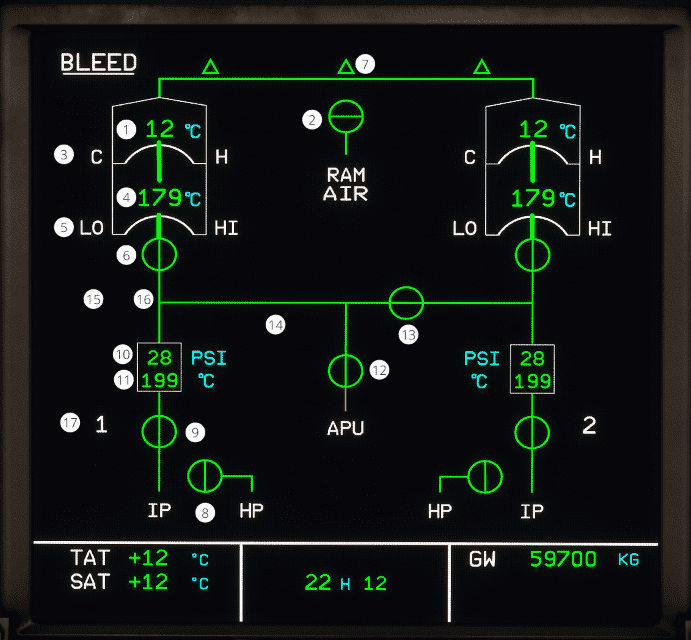 BLEED
7
2
1 12 °C
12 °C
3 C H
C H
RAM
AIR
4 179 °C
179 °C
5 LO HI
LO HI
6
15 16
14
13
10 28 PSI
PSI 28
11 199 °C
°C 199
12
17 1
9
APU
2
IP
8
HP
HP
IP
TAT +12 °C
SAT +12 °C
22 H 12
GW 59700 KG